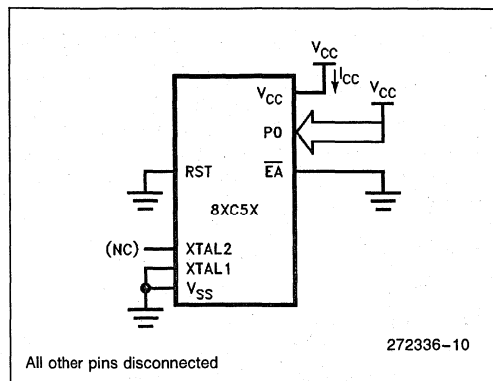 VCC
ICC
VCC
VCC
P0
RST
EA
8XC5X
(NC)
XTAL2
XTAL1
VSS
272336-10
All other pins disconnected